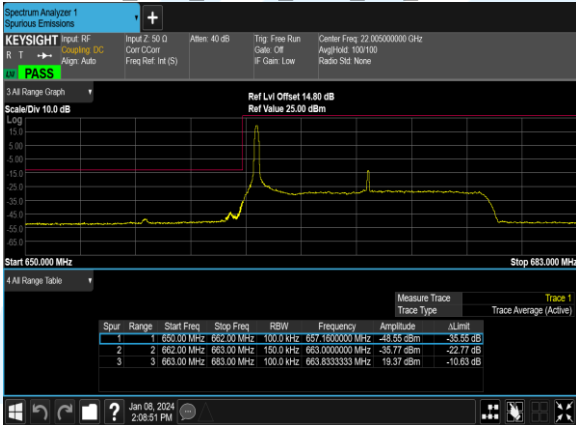 Spectrum Analyzer 1
Spurious Emissions
KEYSIGHT Input: RF Input Z: 50 Ω Atten: 40 dB Trig: Free Run Center Freq: 22.005000000 GHz
R T Coupling: DC Corr CCorr Gate: Off Avg|Hold: 100/100
Align: Auto Freq Ref: Int (S) IF Gain: Low Radio Std: None
PASS
3 All Range Graph
Ref Lvl Offset 14.80 dB
Scale/Div 10.0 dB Ref Value 25.00 dBm
Log
15.0
5.00
-5.00
-15.0
-25.0
-35.0
-45.0
-55.0
-65.0
Start 650.000 MHz Stop 683.000 MHz
4 All Range Table
Measure Trace Trace 1
Trace Type Trace Average (Active)
Spur Range Start Freq Stop Freq RBW Frequency Amplitude ΔLimit
1 1 650.00 MHz 662.00 MHz 100.0 kHz 657.1600000 MHz -48.55 dBm -35.55 dB
2 2 662.00 MHz 663.00 MHz 150.0 kHz 663.0000000 MHz -35.77 dBm -22.77 dB
3 3 663.00 MHz 683.00 MHz 100.0 kHz 663.8333333 MHz 19.37 dBm -10.63 dB
Jan 08, 2024
2:08:51 PM